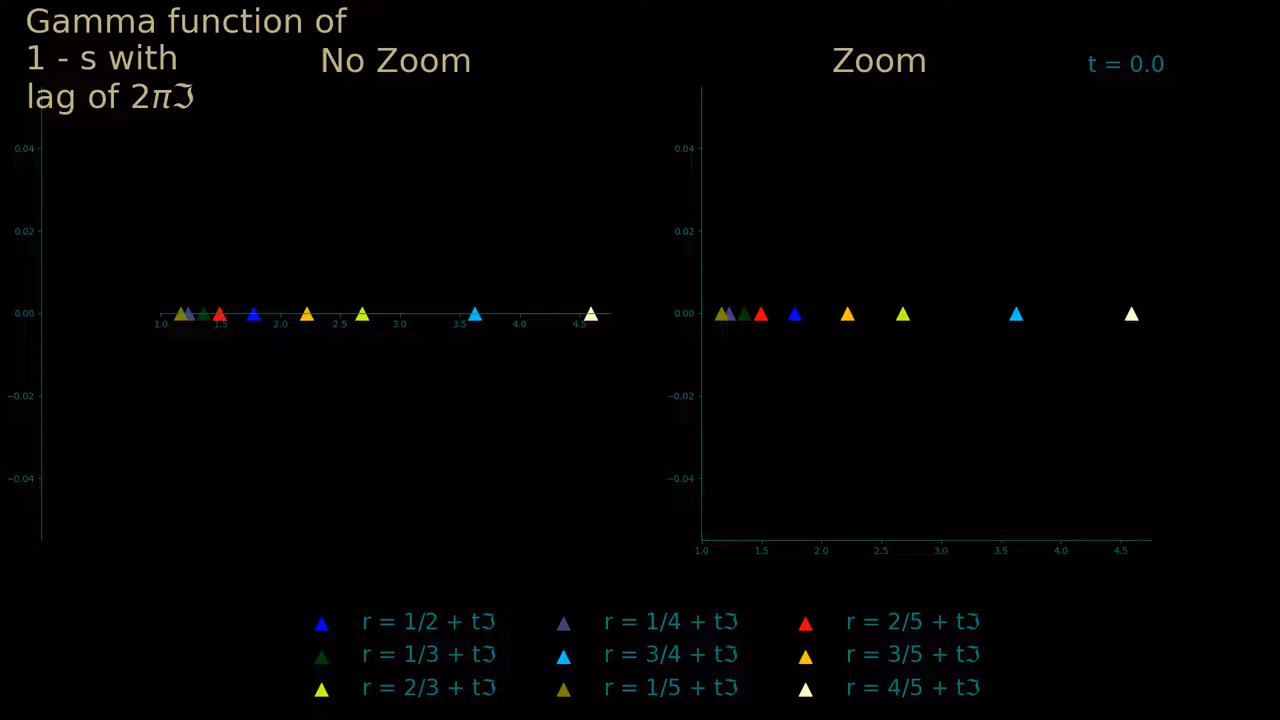 Gamma function of
1 - s with
lag of 2πℑ
No Zoom
Zoom
t = 0.0
0.04
0.02
0.00
−0.02
−0.04
1.0 1.5 2.0 2.5 3.0 3.5 4.0 4.5
0.04
0.02
0.00
−0.02
−0.04
1.0 1.5 2.0 2.5 3.0 3.5 4.0 4.5
r = 1/2 + tℑ r = 1/4 + tℑ r = 2/5 + tℑ
r = 1/3 + tℑ r = 3/4 + tℑ r = 3/5 + tℑ
r = 2/3 + tℑ r = 1/5 + tℑ r = 4/5 + tℑ